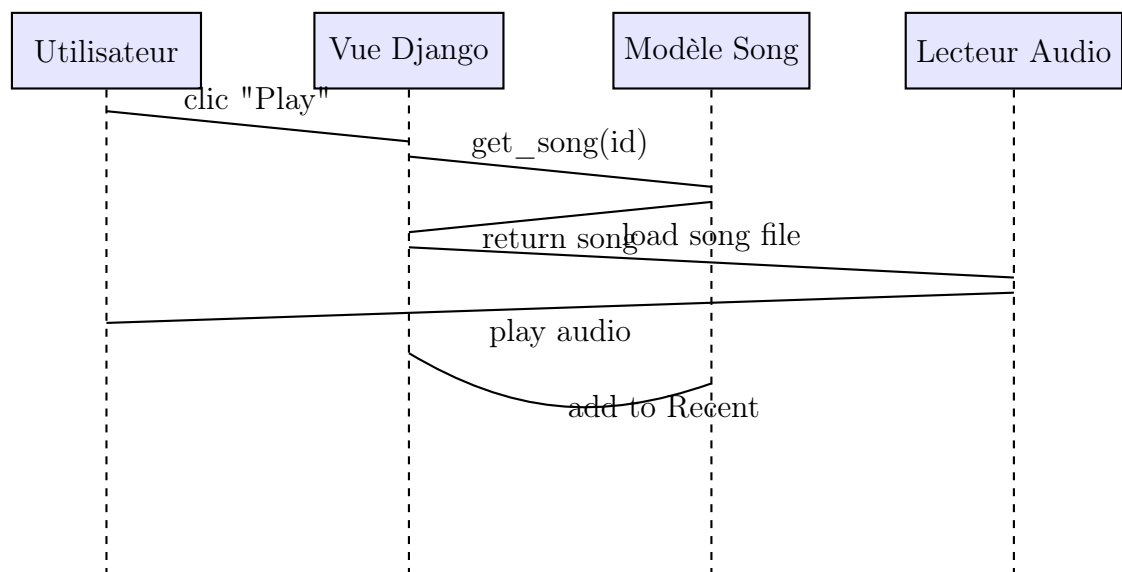 Utilisateur
Vue Django
Modèle Song
Lecteur Audio
clic "Play"
get_song(id)
return song
load song file
play audio
add to Recent